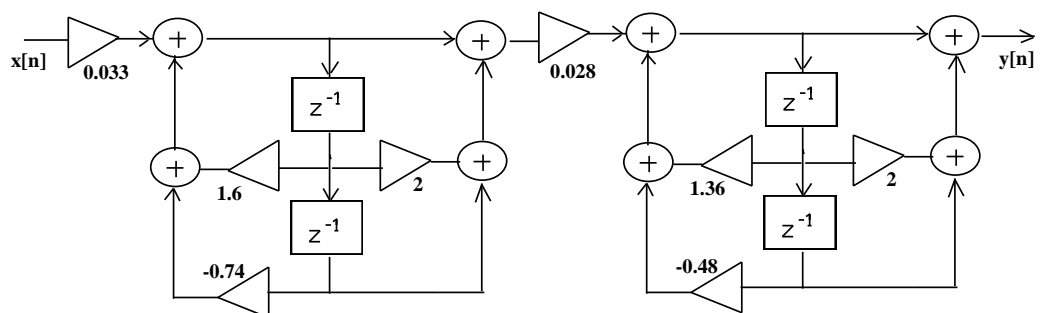 x[n]
0.033
+
+
z⁻¹
+
1.6
2
+
z⁻¹
-0.74
0.028
+
+
y[n]
z⁻¹
+
1.36
2
+
z⁻¹
-0.48